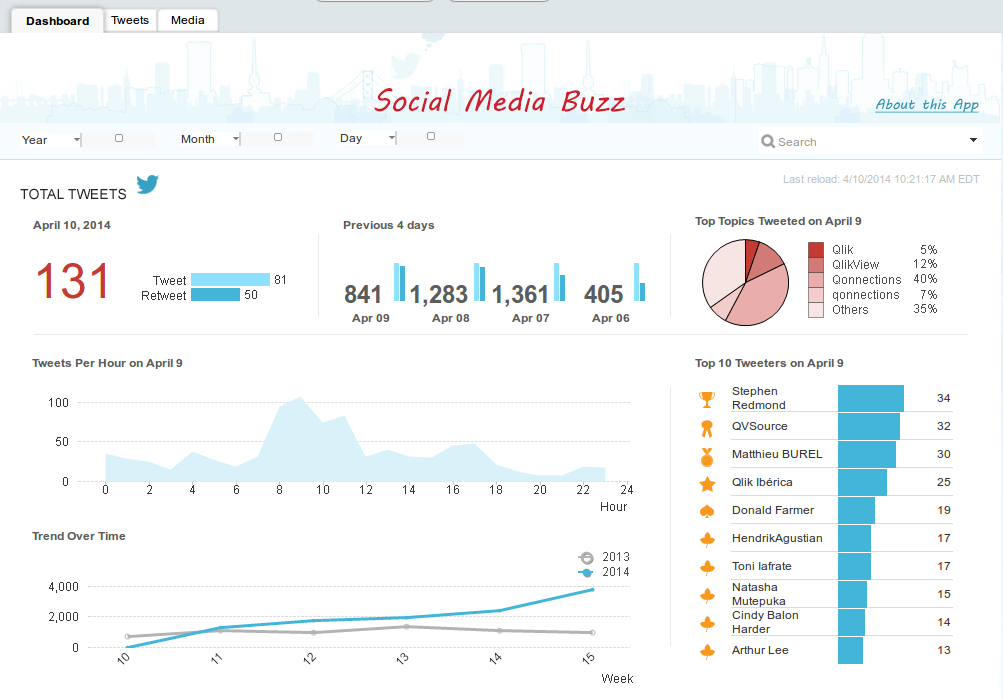 Dashboard Tweets Media
Social Media Buzz
About this App
Year Month Day Search
Last reload: 4/10/2014 10:21:17 AM EDT
TOTAL TWEETS
April 10, 2014
131
Tweet 81
Retweet 50
Previous 4 days
841 1,283 1,361 405
Apr 09 Apr 08 Apr 07 Apr 06
Top Topics Tweeted on April 9
Qlik 5%
QlikView 12%
Qonnections 40%
qonnections 7%
Others 35%
Tweets Per Hour on April 9
100
50
0
0 2 4 6 8 10 12 14 16 18 20 22 24
Hour
Trend Over Time
2013
2014
4,000
2,000
0
10 11 12 13 14 15
Week
Top 10 Tweeters on April 9
Stephen
Redmond 34
QVSource 32
Matthieu BUREL 30
Qlik Ibérica 25
Donald Farmer 19
HendrikAgustian 17
Toni Iafrate 17
Natasha
Mutepuka 15
Cindy Balon
Harder 14
Arthur Lee 13